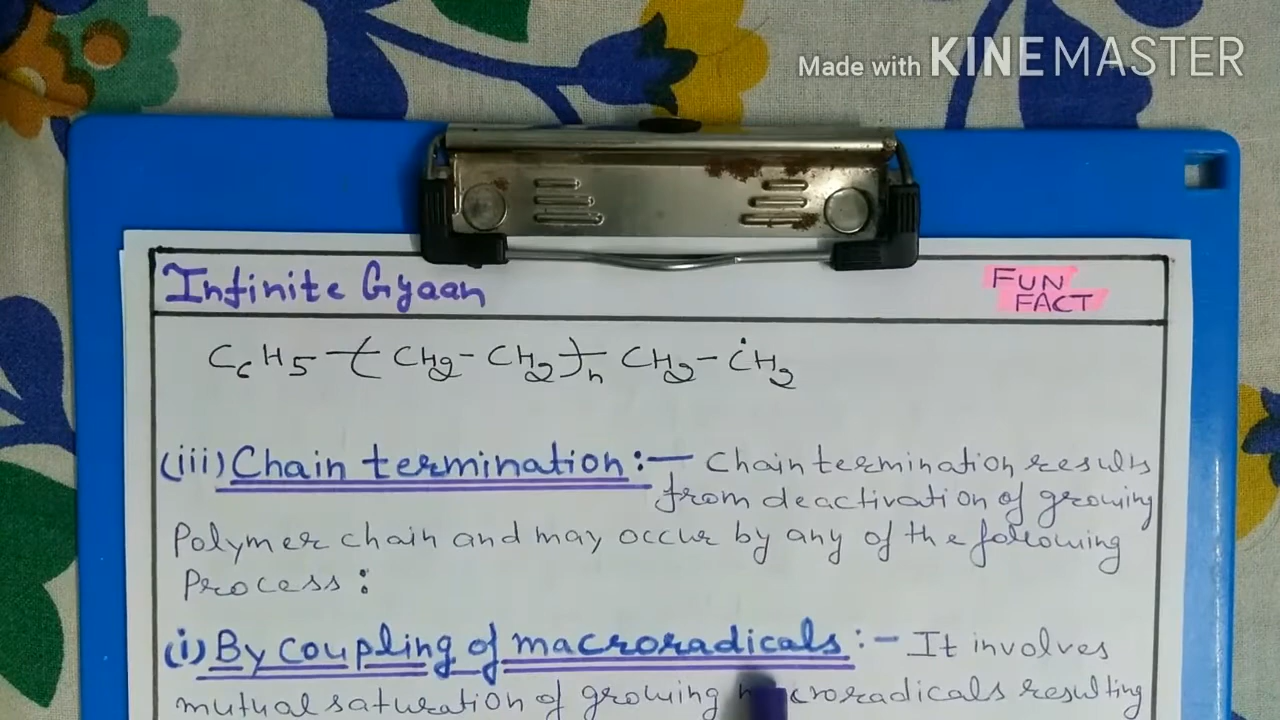 Made with KINEMASTER
Infinite Gyaan
FUN
FACT
C6H5-(CH2-CH2)-n CH2-ĊH2
(iii) Chain termination :— Chain termination results
from deactivation of growing
Polymer chain and may occur by any of the following
Process :
(i) By coupling of macroradicals :- It involves
mutual saturation of growing resulting